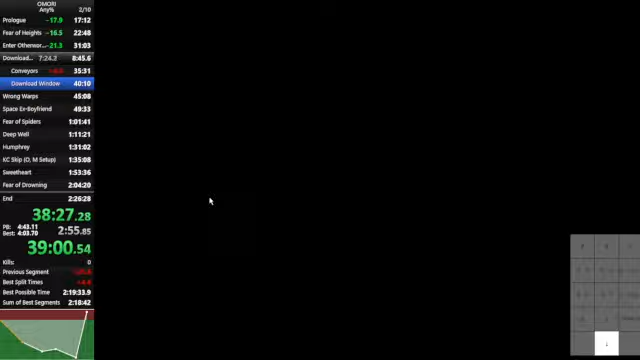 OMORI
Any% 2/10
Prologue -17.9 17:12
Fear of Heights -16.5 22:48
Enter Otherwor... -21.3 31:03
Download... 7:24.2 8:45.6
Conveyors 35:31
Download Window 40:10
Wrong Warps 45:08
Space Ex-Boyfriend 49:33
Fear of Spiders 1:01:41
Deep Well 1:11:21
Humphrey 1:31:02
KC Skip (D, M Setup) 1:35:08
Sweetheart 1:53:36
Fear of Drowning 2:04:20
End 2:26:28
38:27.28
PB: 4:43.11
Best: 4:03.70 2:55.85
39:00.54
Kills: 0
Previous Segment
Best Split Times
Best Possible Time 2:19:33.9
Sum of Best Segments 2:18:42
↓